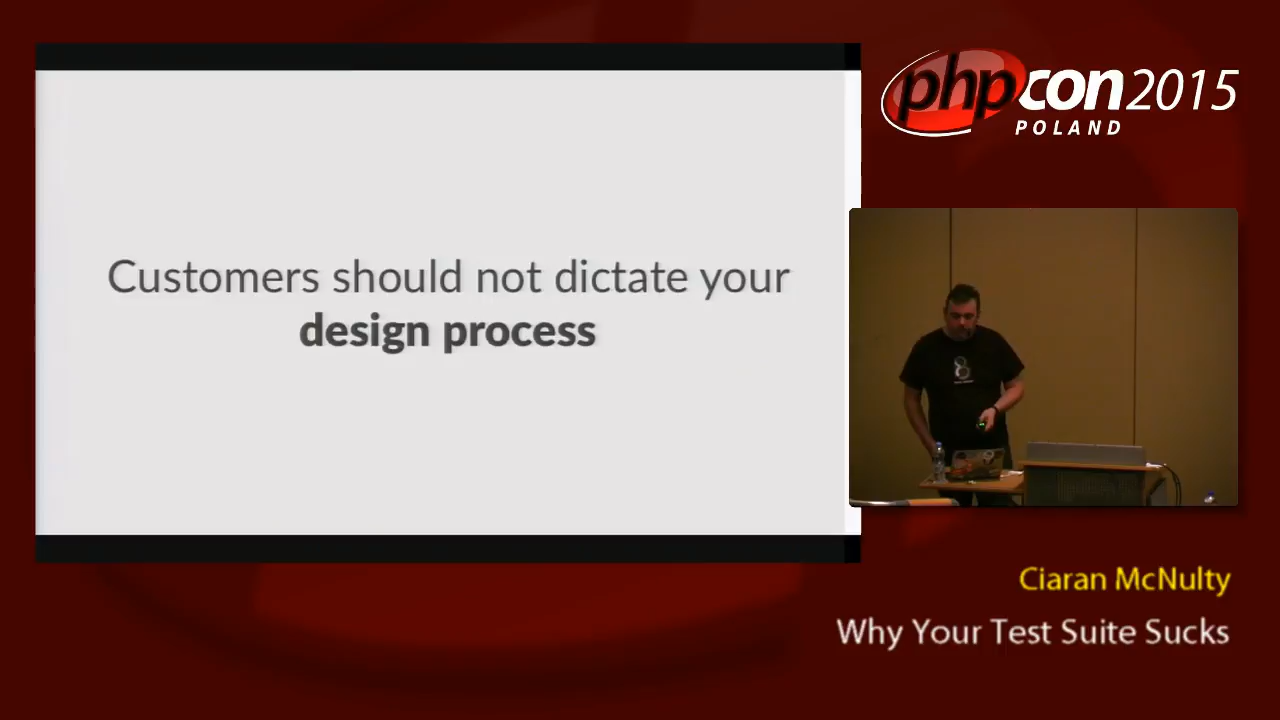 Customers should not dictate your
design process
phpcon2015
POLAND
Ciaran McNulty
Why Your Test Suite Sucks